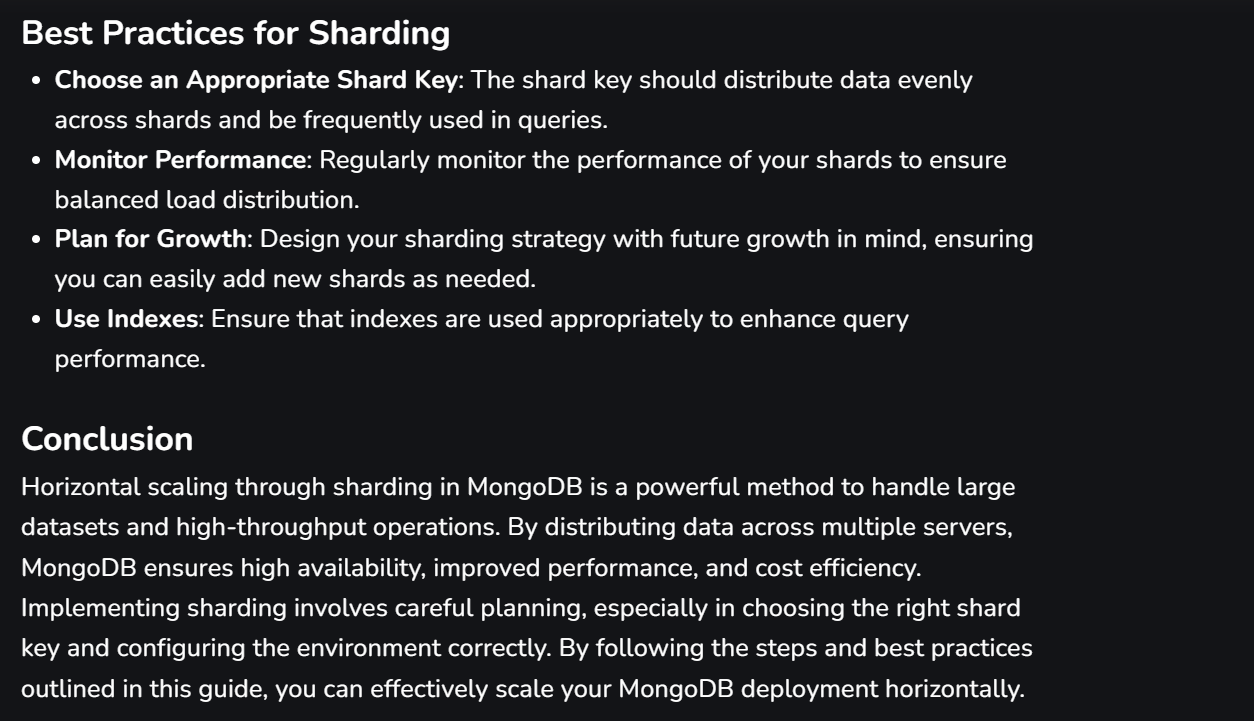 Best Practices for Sharding
• Choose an Appropriate Shard Key: The shard key should distribute data evenly
across shards and be frequently used in queries.
• Monitor Performance: Regularly monitor the performance of your shards to ensure
balanced load distribution.
• Plan for Growth: Design your sharding strategy with future growth in mind, ensuring
you can easily add new shards as needed.
• Use Indexes: Ensure that indexes are used appropriately to enhance query
performance.
Conclusion
Horizontal scaling through sharding in MongoDB is a powerful method to handle large
datasets and high-throughput operations. By distributing data across multiple servers,
MongoDB ensures high availability, improved performance, and cost efficiency.
Implementing sharding involves careful planning, especially in choosing the right shard
key and configuring the environment correctly. By following the steps and best practices
outlined in this guide, you can effectively scale your MongoDB deployment horizontally.